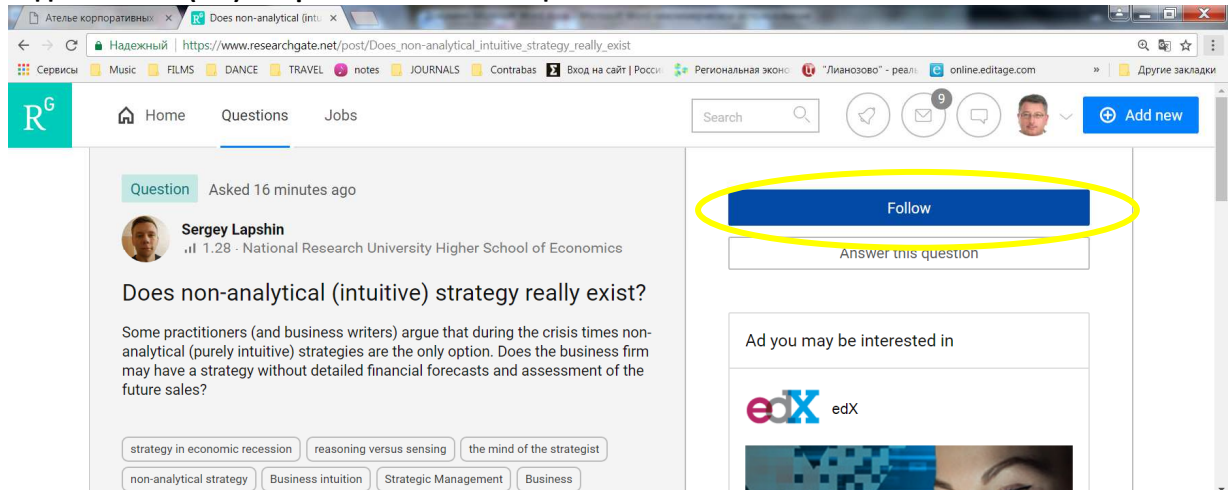 Ателье корпоративных
Does non-analytical (intu
Надежный | https://www.researchgate.net/post/Does_non-analytical_intuitive_strategy_really_exist
Сервисы Music FILMS DANCE TRAVEL notes JOURNALS Contrabas Вход на сайт | Росси Региональная эконо "Лианозово" - реаль online.editage.com » Другие закладки
RG Home Questions Jobs Search 9 Add new
Question Asked 16 minutes ago
Sergey Lapshin
1.28 · National Research University Higher School of Economics
Does non-analytical (intuitive) strategy really exist?
Some practitioners (and business writers) argue that during the crisis times non-
analytical (purely intuitive) strategies are the only option. Does the business firm
may have a strategy without detailed financial forecasts and assessment of the
future sales?
strategy in economic recession reasoning versus sensing the mind of the strategist
non-analytical strategy Business intuition Strategic Management Business
Follow
Answer this question
Ad you may be interested in
edX edX